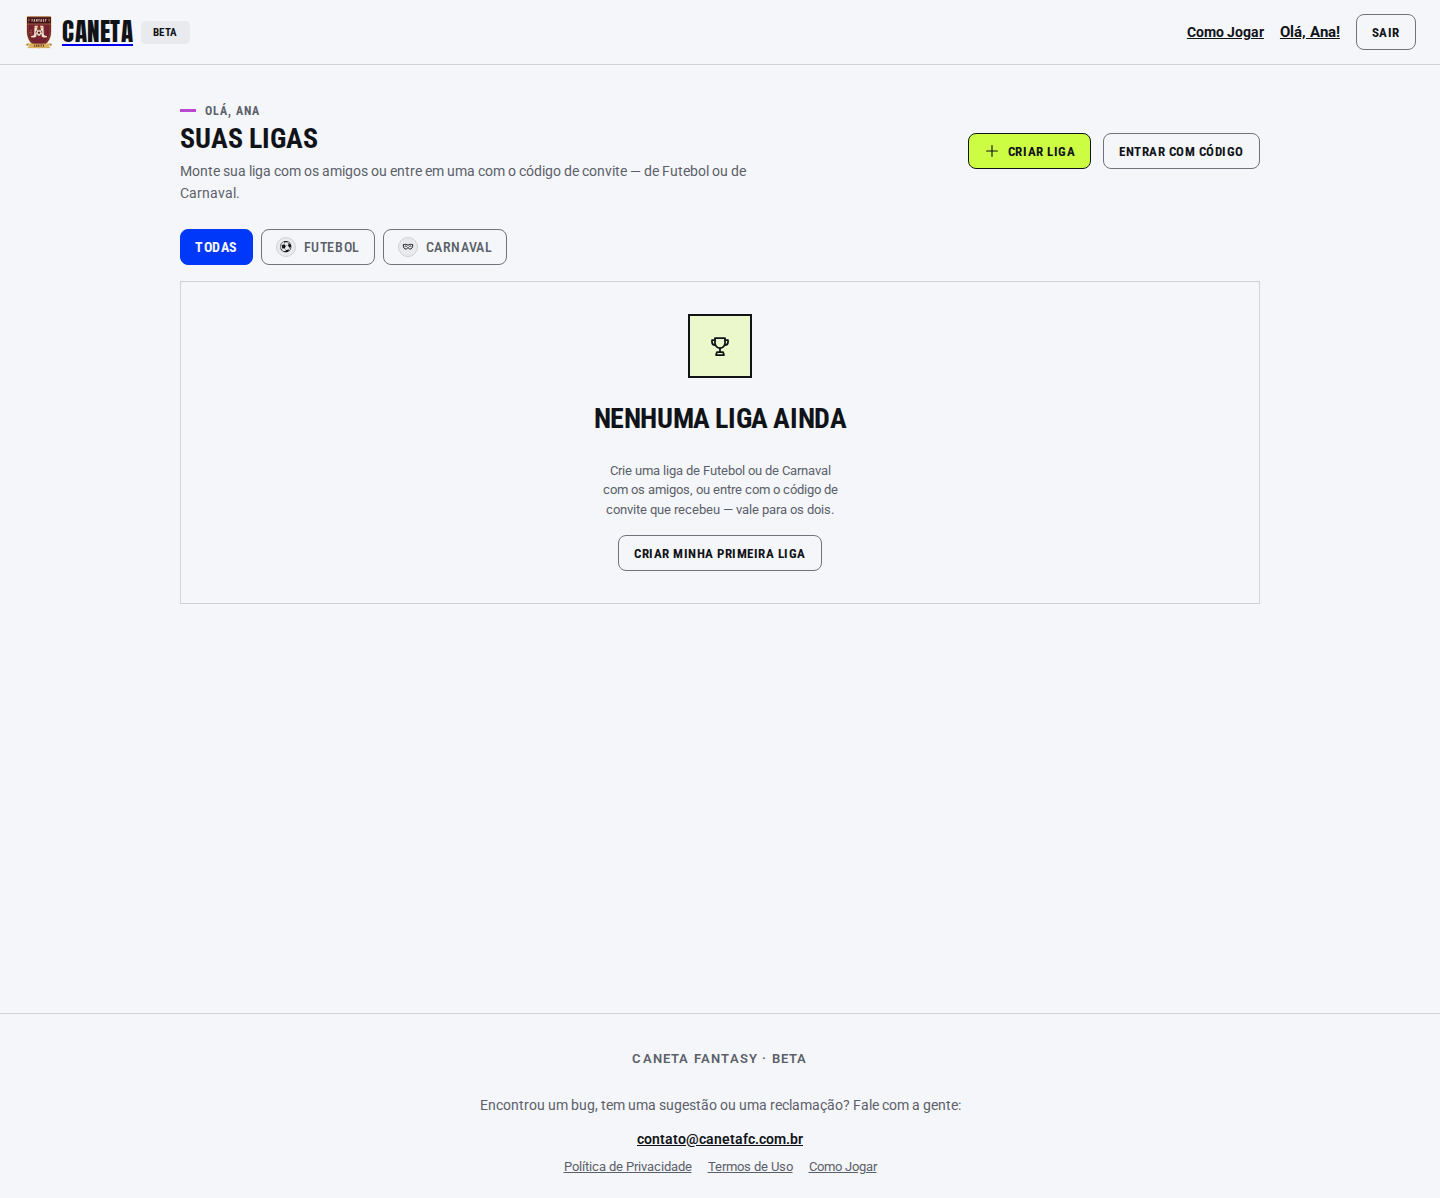 FANTASY
CANETA
BETA
Como Jogar
Olá, Ana!
SAIR
OLÁ, ANA
SUAS LIGAS
Monte sua liga com os amigos ou entre em uma com o código de convite — de Futebol ou de
Carnaval.
CRIAR LIGA
ENTRAR COM CÓDIGO
TODAS
FUTEBOL
CARNAVAL
NENHUMA LIGA AINDA
Crie uma liga de Futebol ou de Carnaval
com os amigos, ou entre com o código de
convite que recebeu — vale para os dois.
CRIAR MINHA PRIMEIRA LIGA
CANETA FANTASY · BETA
Encontrou um bug, tem uma sugestão ou uma reclamação? Fale com a gente:
contato@canetafc.com.br
Política de Privacidade
Termos de Uso
Como Jogar